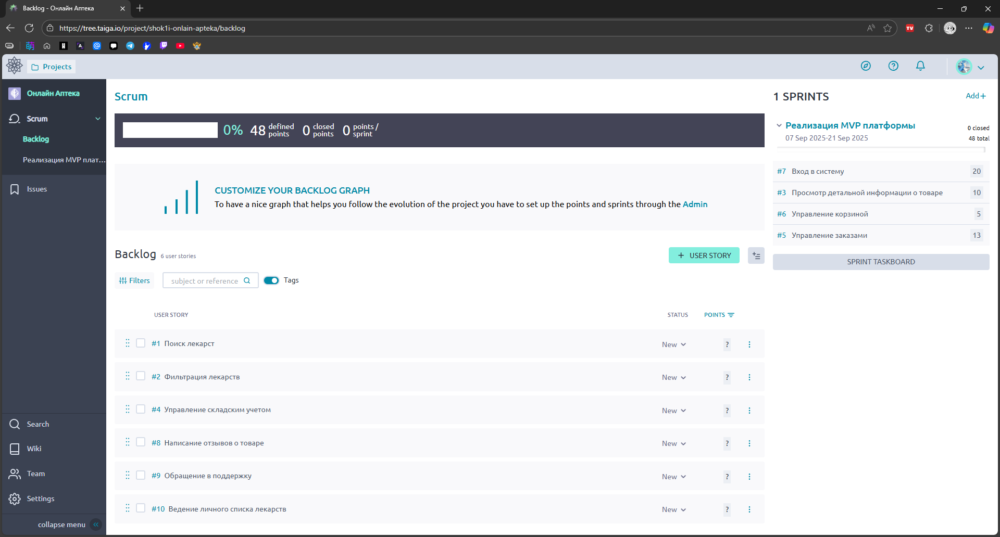 Backlog - Онлайн Аптека
https://tree.taiga.io/project/shok1i-onlain-apteka/backlog
Projects
Онлайн Аптека
Scrum
Backlog
Реализация MVP плат...
Issues
Search
Wiki
Team
Settings
collapse menu
Scrum
0% 48 defined points 0 closed points 0 points / sprint
CUSTOMIZE YOUR BACKLOG GRAPH
To have a nice graph that helps you follow the evolution of the project you have to set up the points and sprints through the Admin
Backlog 6 user stories
+ USER STORY
Filters
subject or reference
Tags
USER STORY STATUS POINTS
#1 Поиск лекарст New ?
#2 Фильтрация лекарств New ?
#4 Управление складским учетом New ?
#8 Написание отзывов о товаре New ?
#9 Обращение в поддержку New ?
#10 Ведение личного списка лекарств New ?
1 SPRINTS
Add+
Реализация MVP платформы
0 closed
07 Sep 2025-21 Sep 2025
48 total
#7 Вход в систему 20
#3 Просмотр детальной информации о товаре 10
#6 Управление корзиной 5
#5 Управление заказами 13
SPRINT TASKBOARD